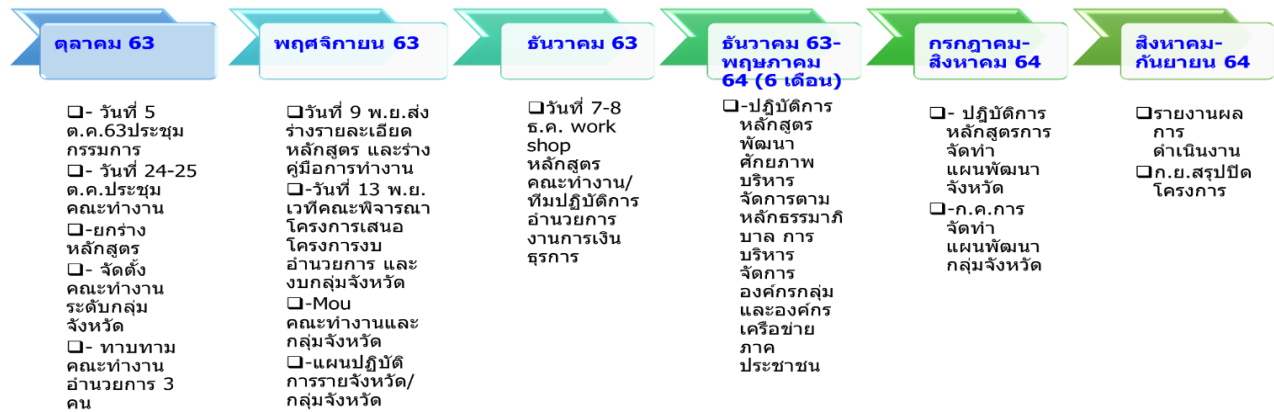 ตุลาคม 63
❑- วันที่ 5
ต.ค.63ประชุม
กรรมการ
❑- วันที่ 24-25
ต.ค.ประชุม
คณะทำงาน
❑-ยกร่าง
หลักสูตร
❑- จัดตั้ง
คณะทำงาน
ระดับกลุ่ม
จังหวัด
❑- ทาบทาม
คณะทำงาน
อำนวยการ 3
คน
พฤศจิกายน 63
❑วันที่ 9 พ.ย.ส่ง
ร่างรายละเอียด
หลักสูตร และร่าง
คู่มือการทำงาน
❑-วันที่ 13 พ.ย.
เวทีคณะพิจารณา
โครงการเสนอ
โครงการงบ
อำนวยการ และ
งบกลุ่มจังหวัด
❑-Mou
คณะทำงานและ
กลุ่มจังหวัด
❑-แผนปฏิบัติ
การรายจังหวัด/
กลุ่มจังหวัด
ธันวาคม 63
❑วันที่ 7-8
ธ.ค. work
shop
หลักสูตร
คณะทำงาน/
ทีมปฏิบัติการ
อำนวยการ
งานการเงิน
ธุรการ
ธันวาคม 63-
พฤษภาคม
64 (6 เดือน)
❑-ปฎิบัติการ
หลักสูตร
พัฒนา
ศักยภาพ
บริหาร
จัดการตาม
หลักธรรมาภิ
บาล การ
บริหาร
จัดการ
องค์กรกลุ่ม
และองค์กร
เครือข่าย
ภาค
ประชาชน
กรกฎาคม-
สิงหาคม 64
❑- ปฎิบัติการ
หลักสูตรการ
จัดทำ
แผนพัฒนา
จังหวัด
❑-ก.ค.การ
จัดทำ
แผนพัฒนา
กลุ่มจังหวัด
สิงหาคม-
กันยายน 64
❑รายงานผล
การ
ดำเนินงาน
❑ก.ย.สรุปปิด
โครงการ